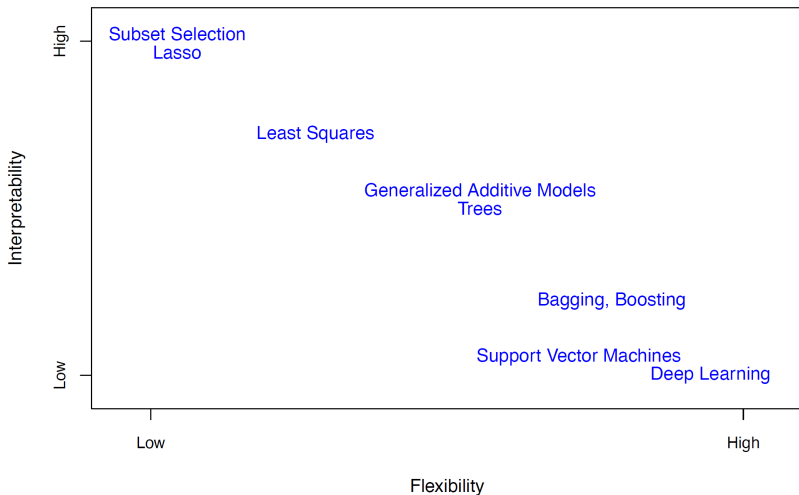 High
Subset Selection
Lasso
Least Squares
Interpretability
Generalized Additive Models
Trees
Bagging, Boosting
Support Vector Machines
Deep Learning
Low
Low
High
Flexibility